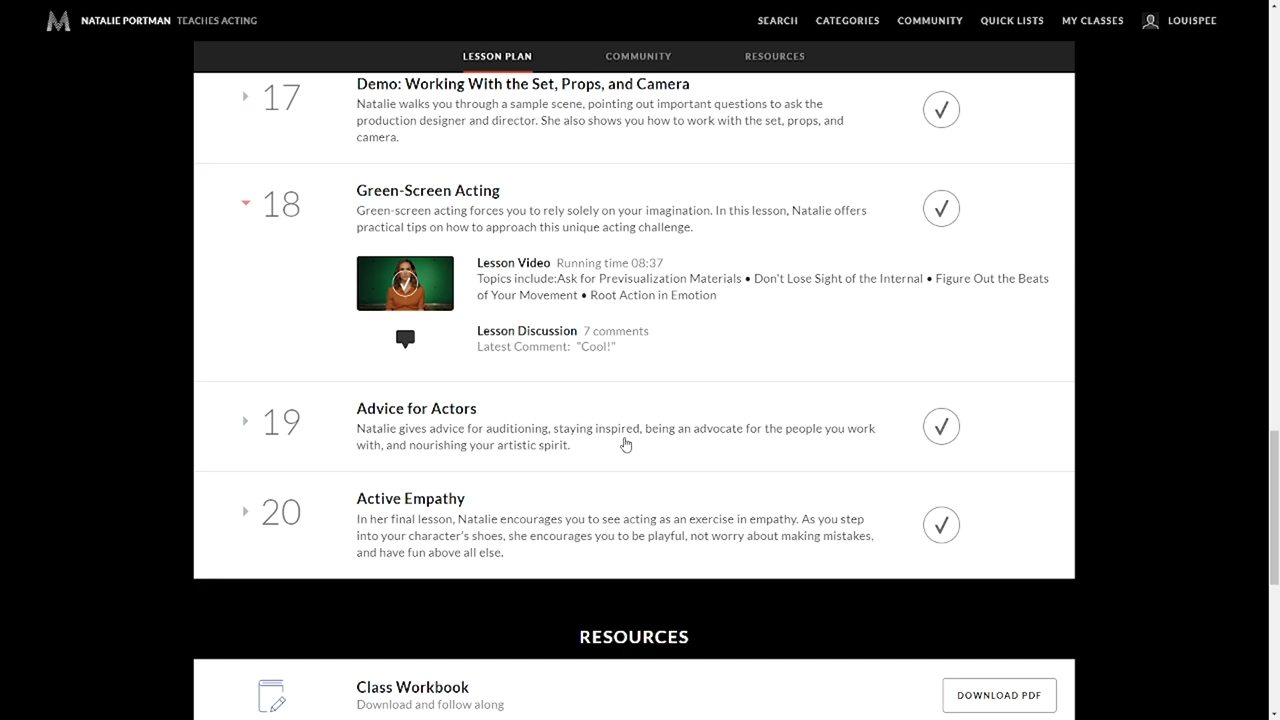 NATALIE PORTMAN TEACHES ACTING
SEARCH CATEGORIES COMMUNITY QUICK LISTS MY CLASSES LOUISPEE
LESSON PLAN COMMUNITY RESOURCES
17
Demo: Working With the Set, Props, and Camera
Natalie walks you through a sample scene, pointing out important questions to ask the
production designer and director. She also shows you how to work with the set, props, and
camera.
18
Green-Screen Acting
Green-screen acting forces you to rely solely on your imagination. In this lesson, Natalie offers
practical tips on how to approach this unique acting challenge.
Lesson Video Running time 08:37
Topics include:Ask for Previsualization Materials • Don't Lose Sight of the Internal • Figure Out the Beats
of Your Movement • Root Action in Emotion
Lesson Discussion 7 comments
Latest Comment: "Cool!"
19
Advice for Actors
Natalie gives advice for auditioning, staying inspired, being an advocate for the people you work
with, and nourishing your artistic spirit.
20
Active Empathy
In her final lesson, Natalie encourages you to see acting as an exercise in empathy. As you step
into your character's shoes, she encourages you to be playful, not worry about making mistakes,
and have fun above all else.
RESOURCES
Class Workbook
Download and follow along
DOWNLOAD PDF